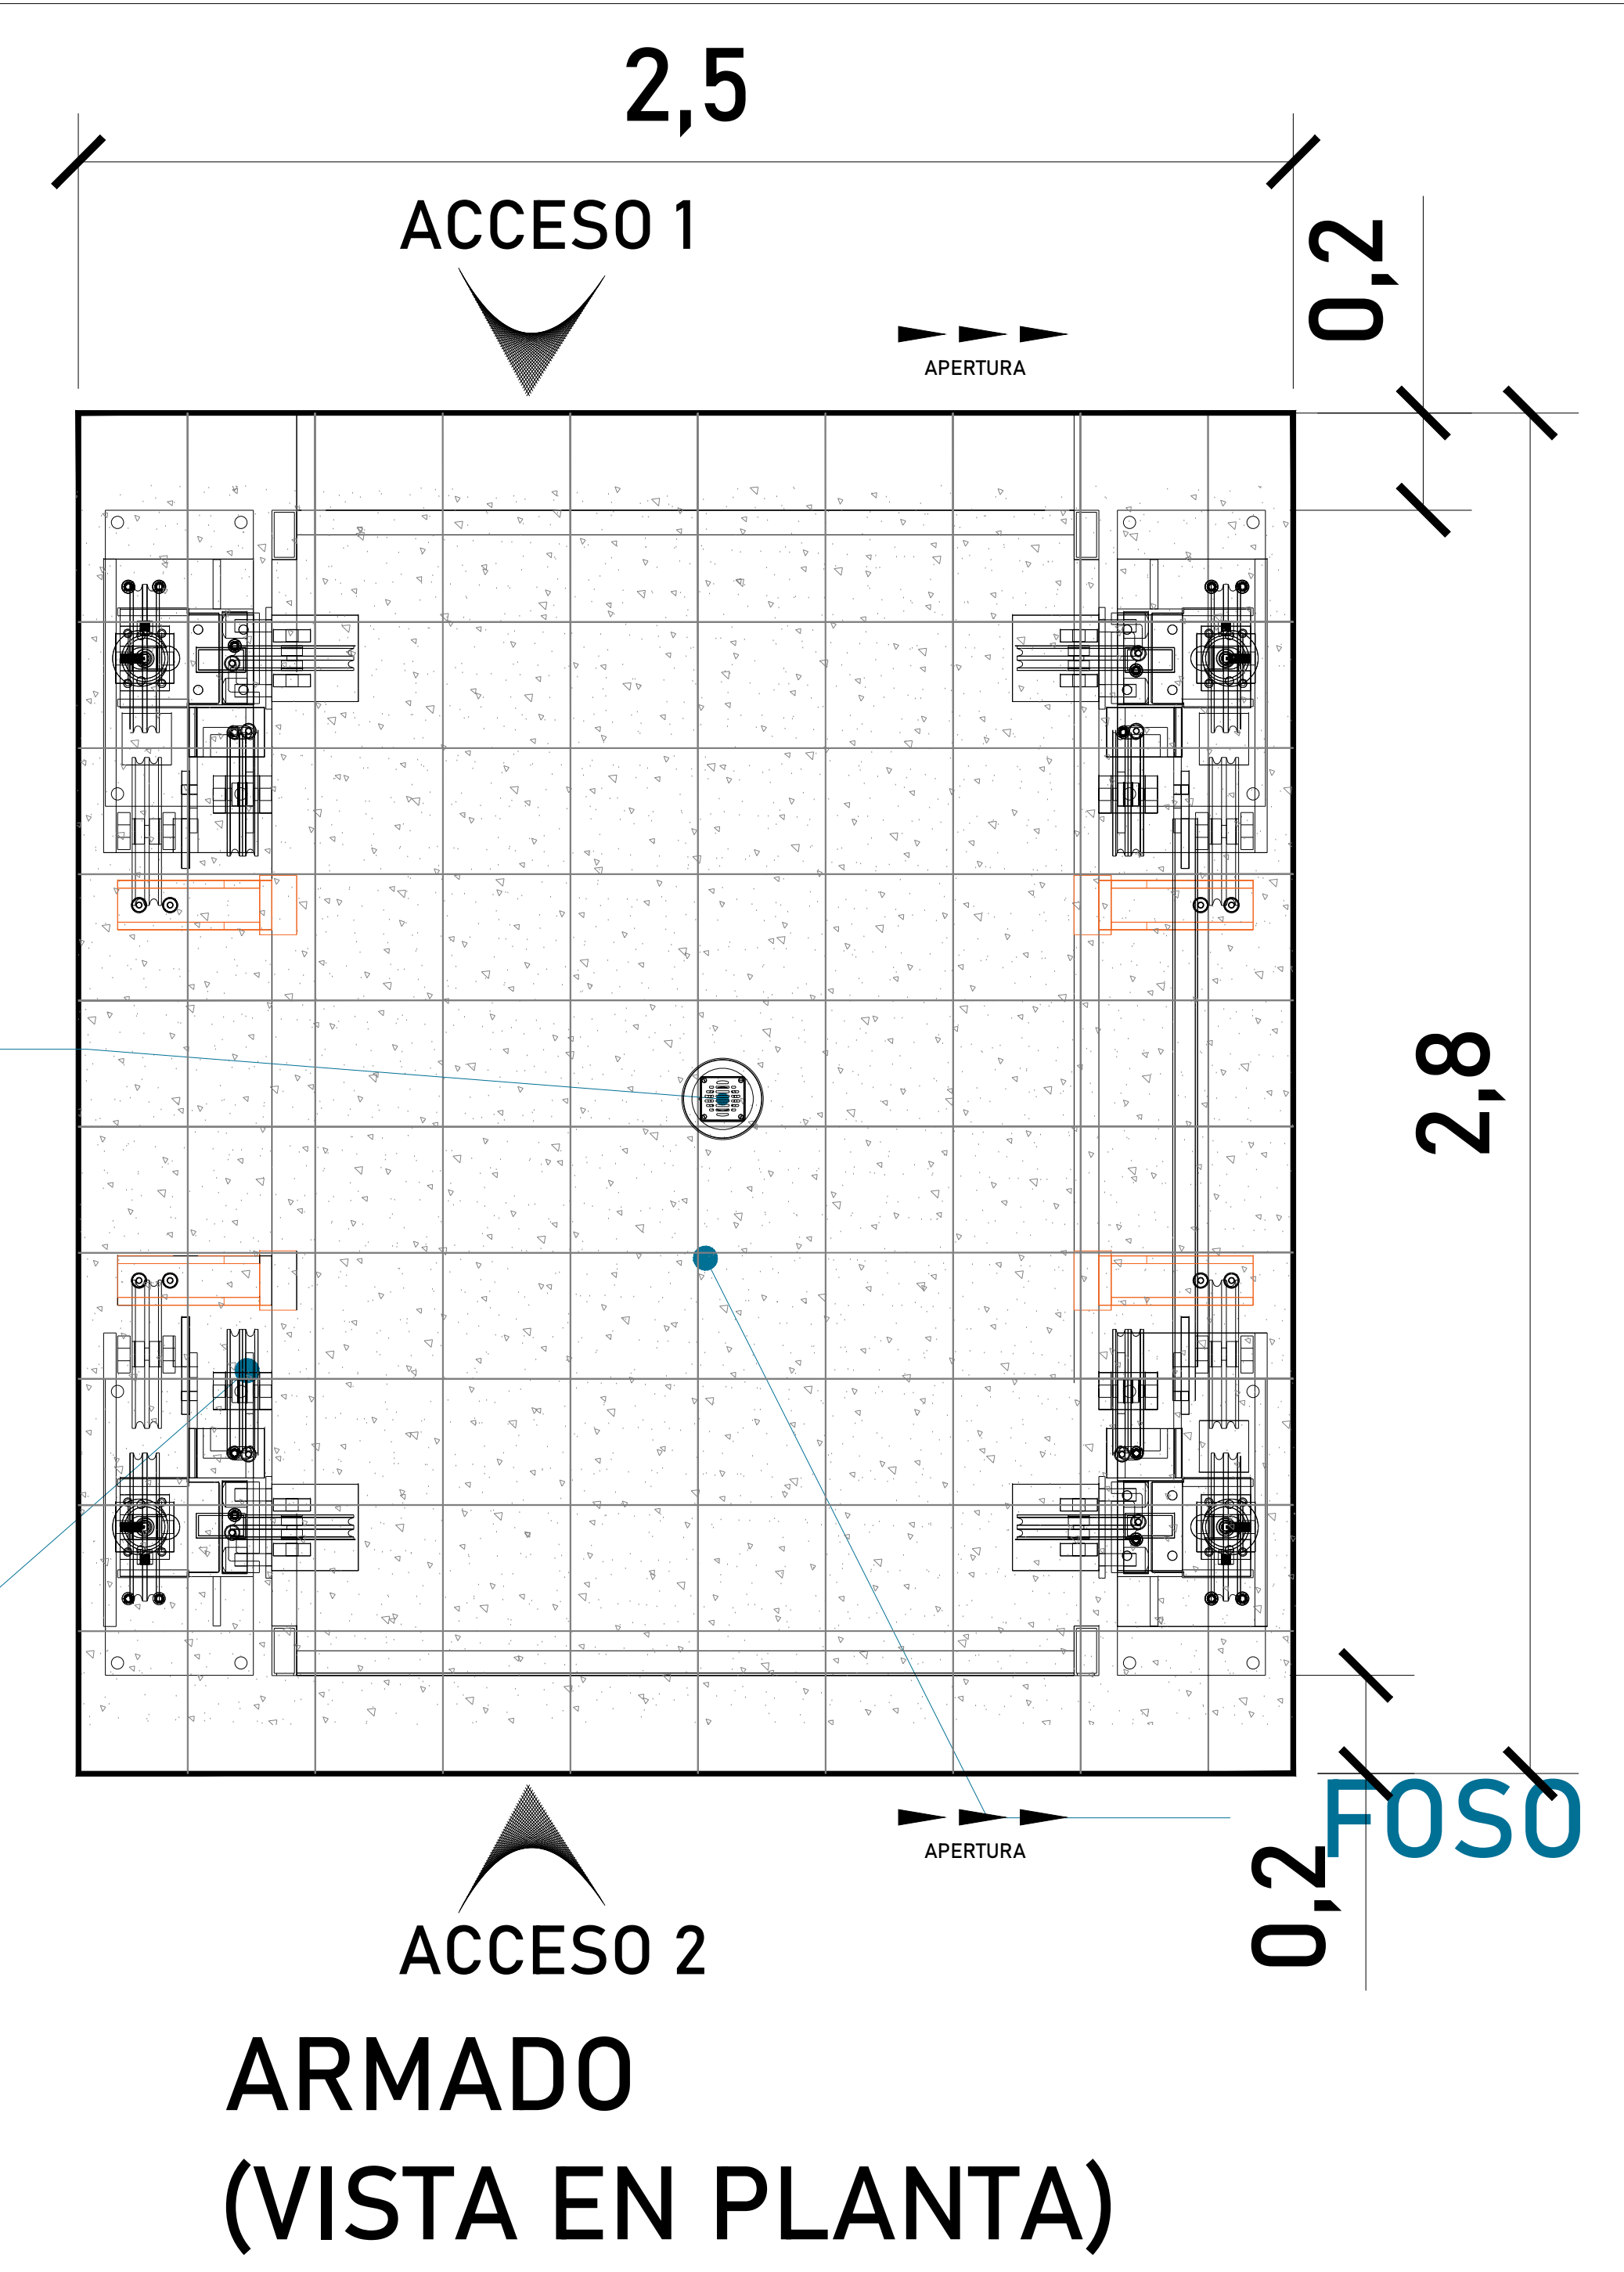 2,5
ACCESO 1
0,2
APERTURA
2,8
FOSO
APERTURA
0,2
ACCESO 2
ARMADO
(VISTA EN PLANTA)